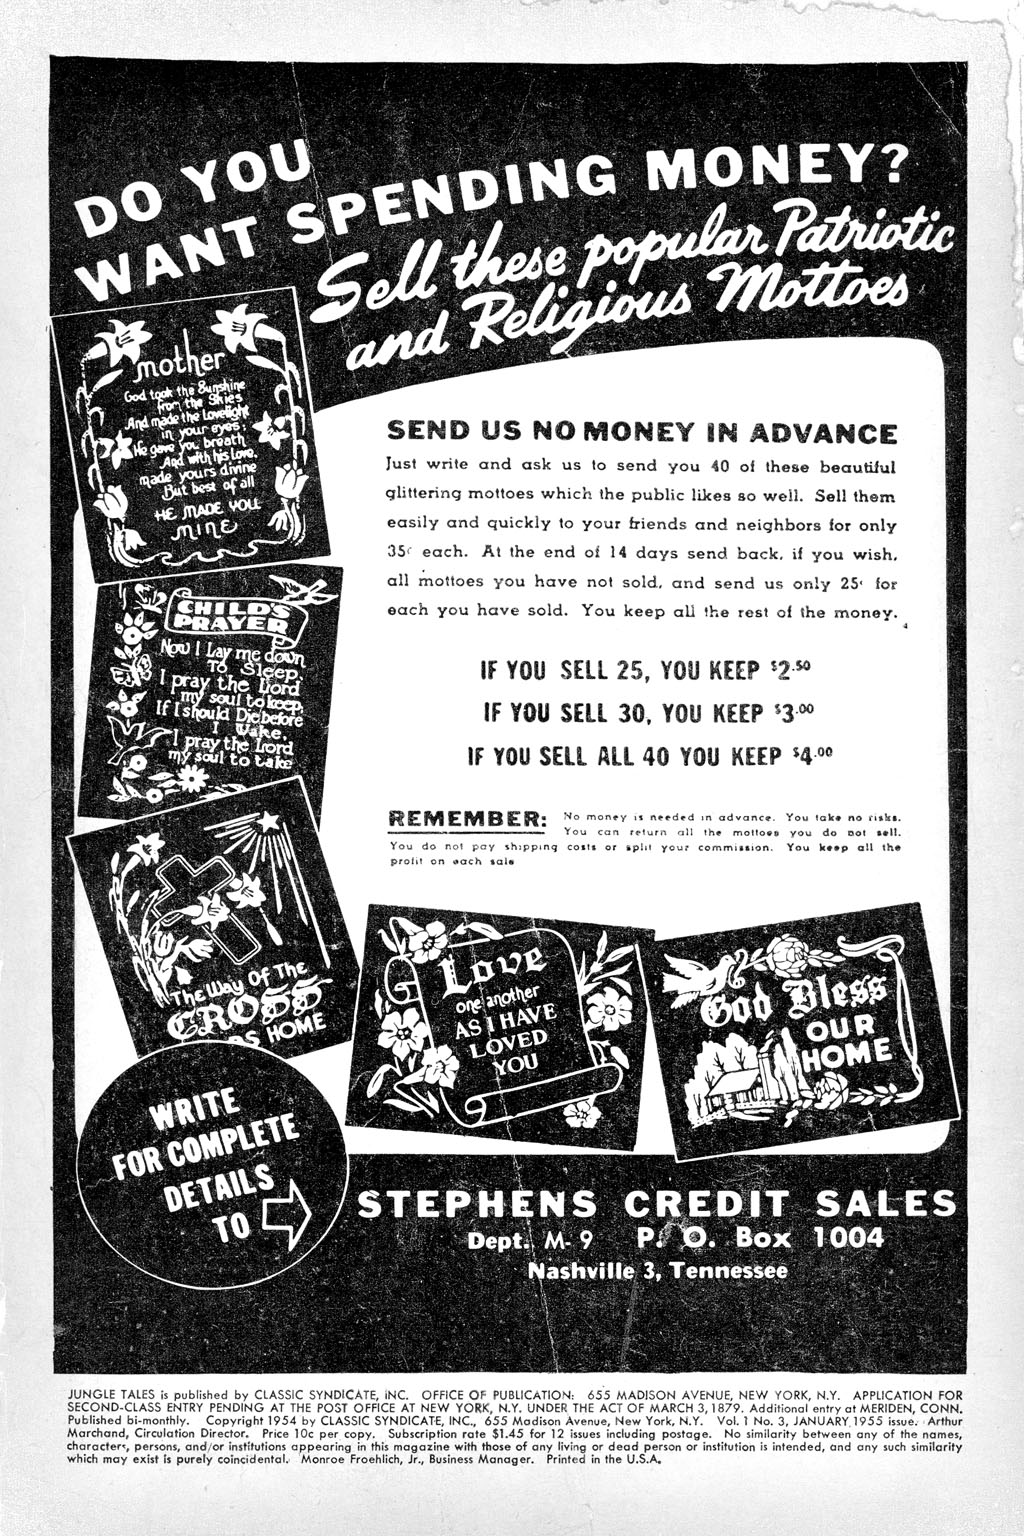 DO YOU
WANT SPENDING MONEY?
Sell these popular Patriotic
and Religious Mottoes
mother
God took the Sunshine
from the Skies
And made the Lovelight
in your eyes;
He gave you breath
And with his Love,
made yours divine
But best of all
HE MADE YOU
MINE
CHILD'S
PRAYER
Now I Lay me down
To Sleep,
I pray the Lord
my soul to keep,
If I should Die before
I Wake,
I pray the Lord
my soul to take
The Way Of The
CROSS
HOME
SEND US NO MONEY IN ADVANCE
Just write and ask us to send you 40 of these beautiful
glittering mottoes which the public likes so well. Sell them
easily and quickly to your friends and neighbors for only
35c each. At the end of 14 days send back, if you wish,
all mottoes you have not sold, and send us only 25c for
each you have sold. You keep all the rest of the money.
IF YOU SELL 25, YOU KEEP $2.50
IF YOU SELL 30, YOU KEEP $3.00
IF YOU SELL ALL 40 YOU KEEP $4.00
REMEMBER: No money is needed in advance. You take no risks.
You can return all the mottoes you do not sell.
You do not pay shipping costs or split your commission. You keep all the
profit on each sale
Love
one another
AS I HAVE
LOVED
YOU
God Bless
OUR
HOME
WRITE
FOR COMPLETE
DETAILS
TO
STEPHENS CREDIT SALES
Dept. M-9 P. O. Box 1004
Nashville 3, Tennessee
JUNGLE TALES is published by CLASSIC SYNDICATE, INC. OFFICE OF PUBLICATION: 655 MADISON AVENUE, NEW YORK, N.Y. APPLICATION FOR
SECOND-CLASS ENTRY PENDING AT THE POST OFFICE AT NEW YORK, N.Y. UNDER THE ACT OF MARCH 3, 1879. Additional entry at MERIDEN, CONN.
Published bi-monthly. Copyright 1954 by CLASSIC SYNDICATE, INC., 655 Madison Avenue, New York, N.Y. Vol. 1 No. 3, JANUARY, 1955 issue. Arthur
Marchand, Circulation Director. Price 10c per copy. Subscription rate $1.45 for 12 issues including postage. No similarity between any of the names,
characters, persons, and/or institutions appearing in this magazine with those of any living or dead person or institution is intended, and any such similarity
which may exist is purely coincidental. Monroe Froehlich, Jr., Business Manager. Printed in the U.S.A.